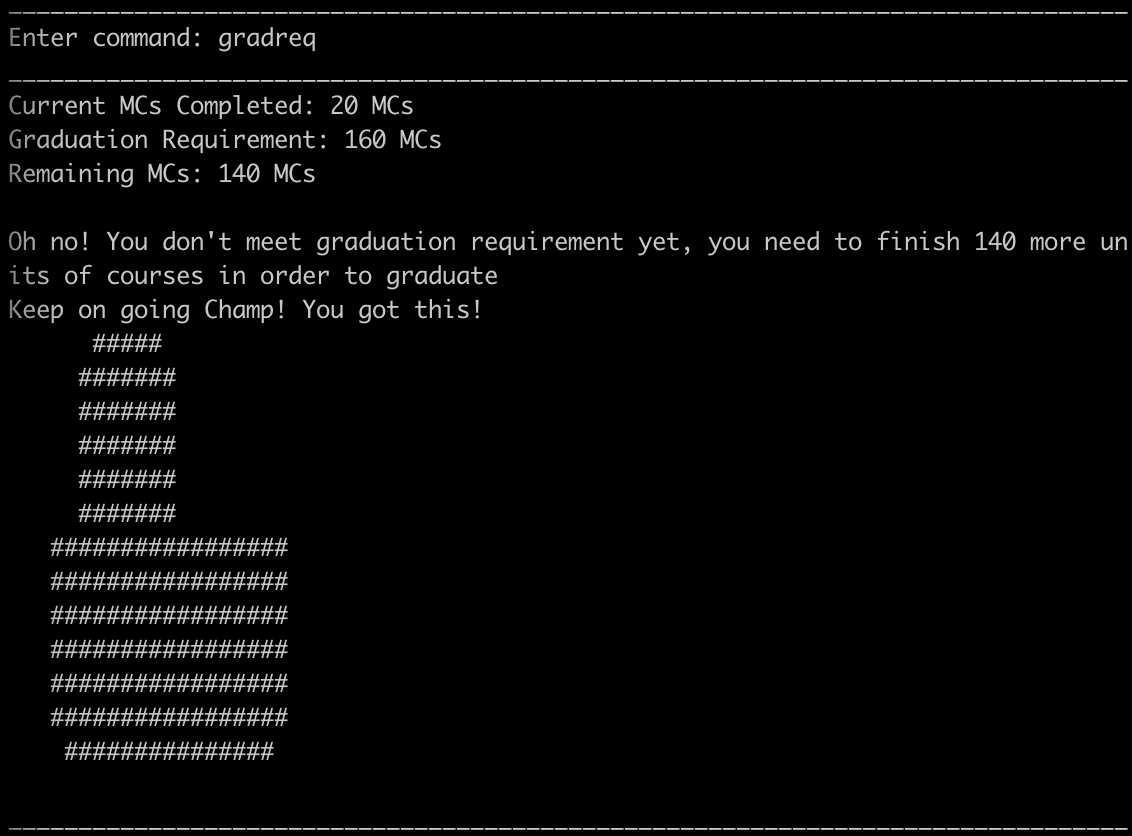 Enter command: gradreq
Current MCs Completed: 20 MCs
Graduation Requirement: 160 MCs
Remaining MCs: 140 MCs
Oh no! You don't meet graduation requirement yet, you need to finish 140 more un
its of courses in order to graduate
Keep on going Champ! You got this!
      #####
     #######
     #######
     #######
     #######
     #######
   #################
   #################
   #################
   #################
   #################
   #################
    ###############